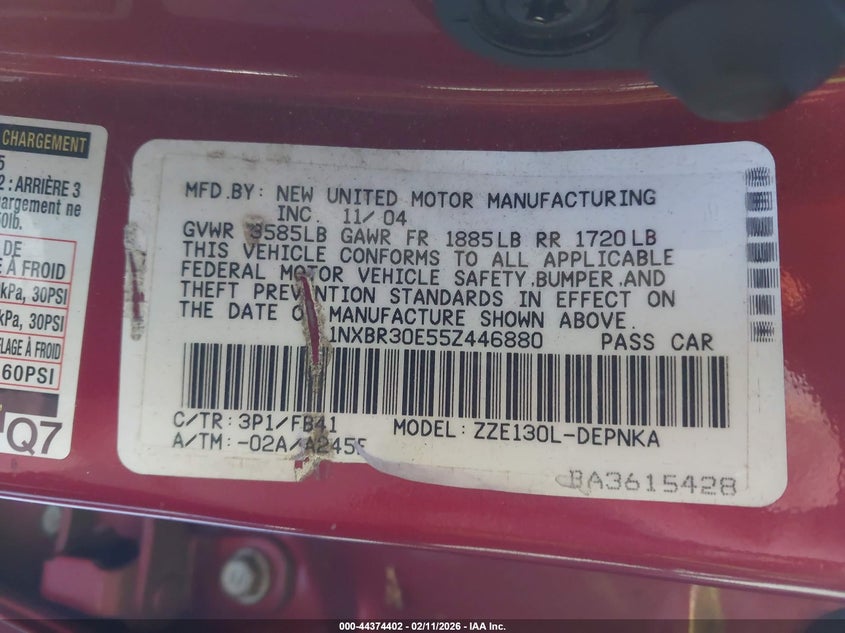 CHARGEMENT
5
2 : ARRIÈRE 3
argement ne
50lb.
DE
À FROID
kPa, 30PSI
kPa, 30PSI
FLAGE À FROID
60PSI
Q7
MFD.BY: NEW UNITED MOTOR MANUFACTURING
INC. 11/04
GVWR 3585LB GAWR FR 1885LB RR 1720LB
THIS VEHICLE CONFORMS TO ALL APPLICABLE
FEDERAL MOTOR VEHICLE SAFETY,BUMPER,AND
THEFT PREVENTION STANDARDS IN EFFECT ON
THE DATE OF MANUFACTURE SHOWN ABOVE.
1NXBR30E55Z446880 PASS CAR
C/TR: 3P1/FB41 MODEL: ZZE130L-DEPNKA
A/TM: -02A/A245E
BA3615428
000-44374402 - 02/11/2026 - IAA Inc.